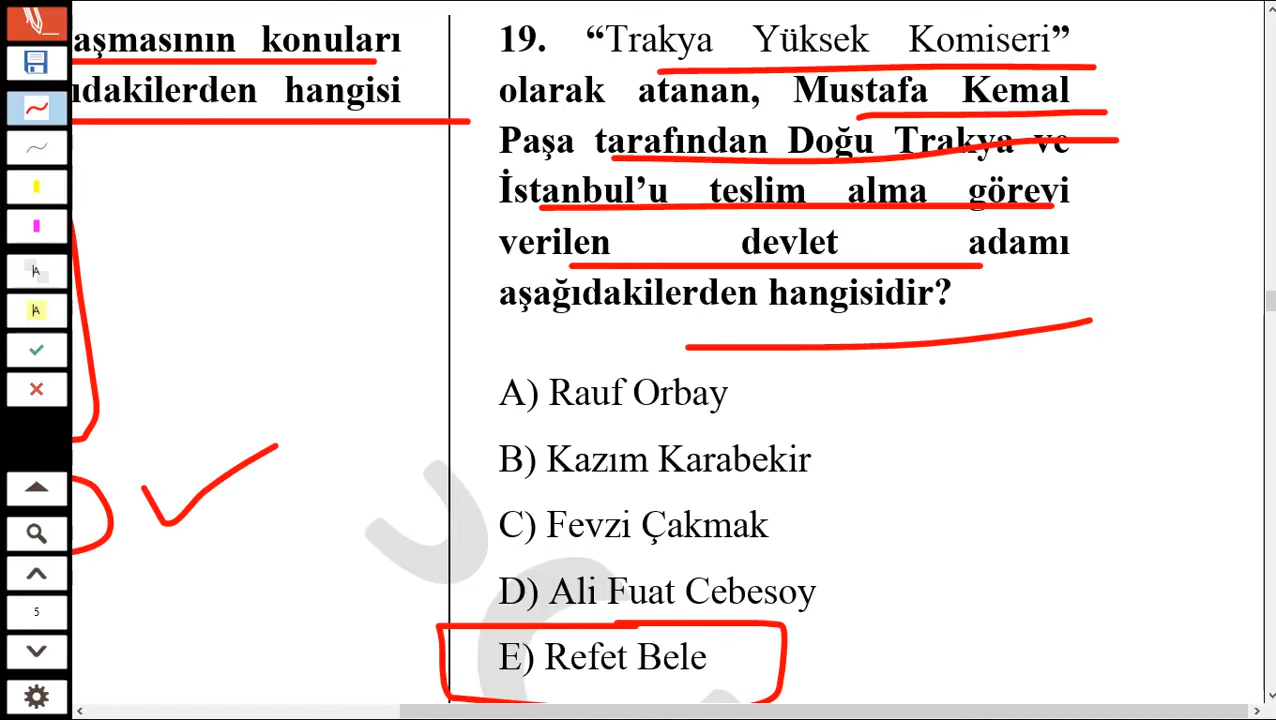 aşmasının konuları
ıdakilerden hangisi
19. “Trakya Yüksek Komiseri”
olarak atanan, Mustafa Kemal
Paşa tarafından Doğu Trakya ve
İstanbul’u teslim alma görevi
verilen devlet adamı
aşağıdakilerden hangisidir?
A) Rauf Orbay
B) Kazım Karabekir
C) Fevzi Çakmak
D) Ali Fuat Cebesoy
E) Refet Bele
5